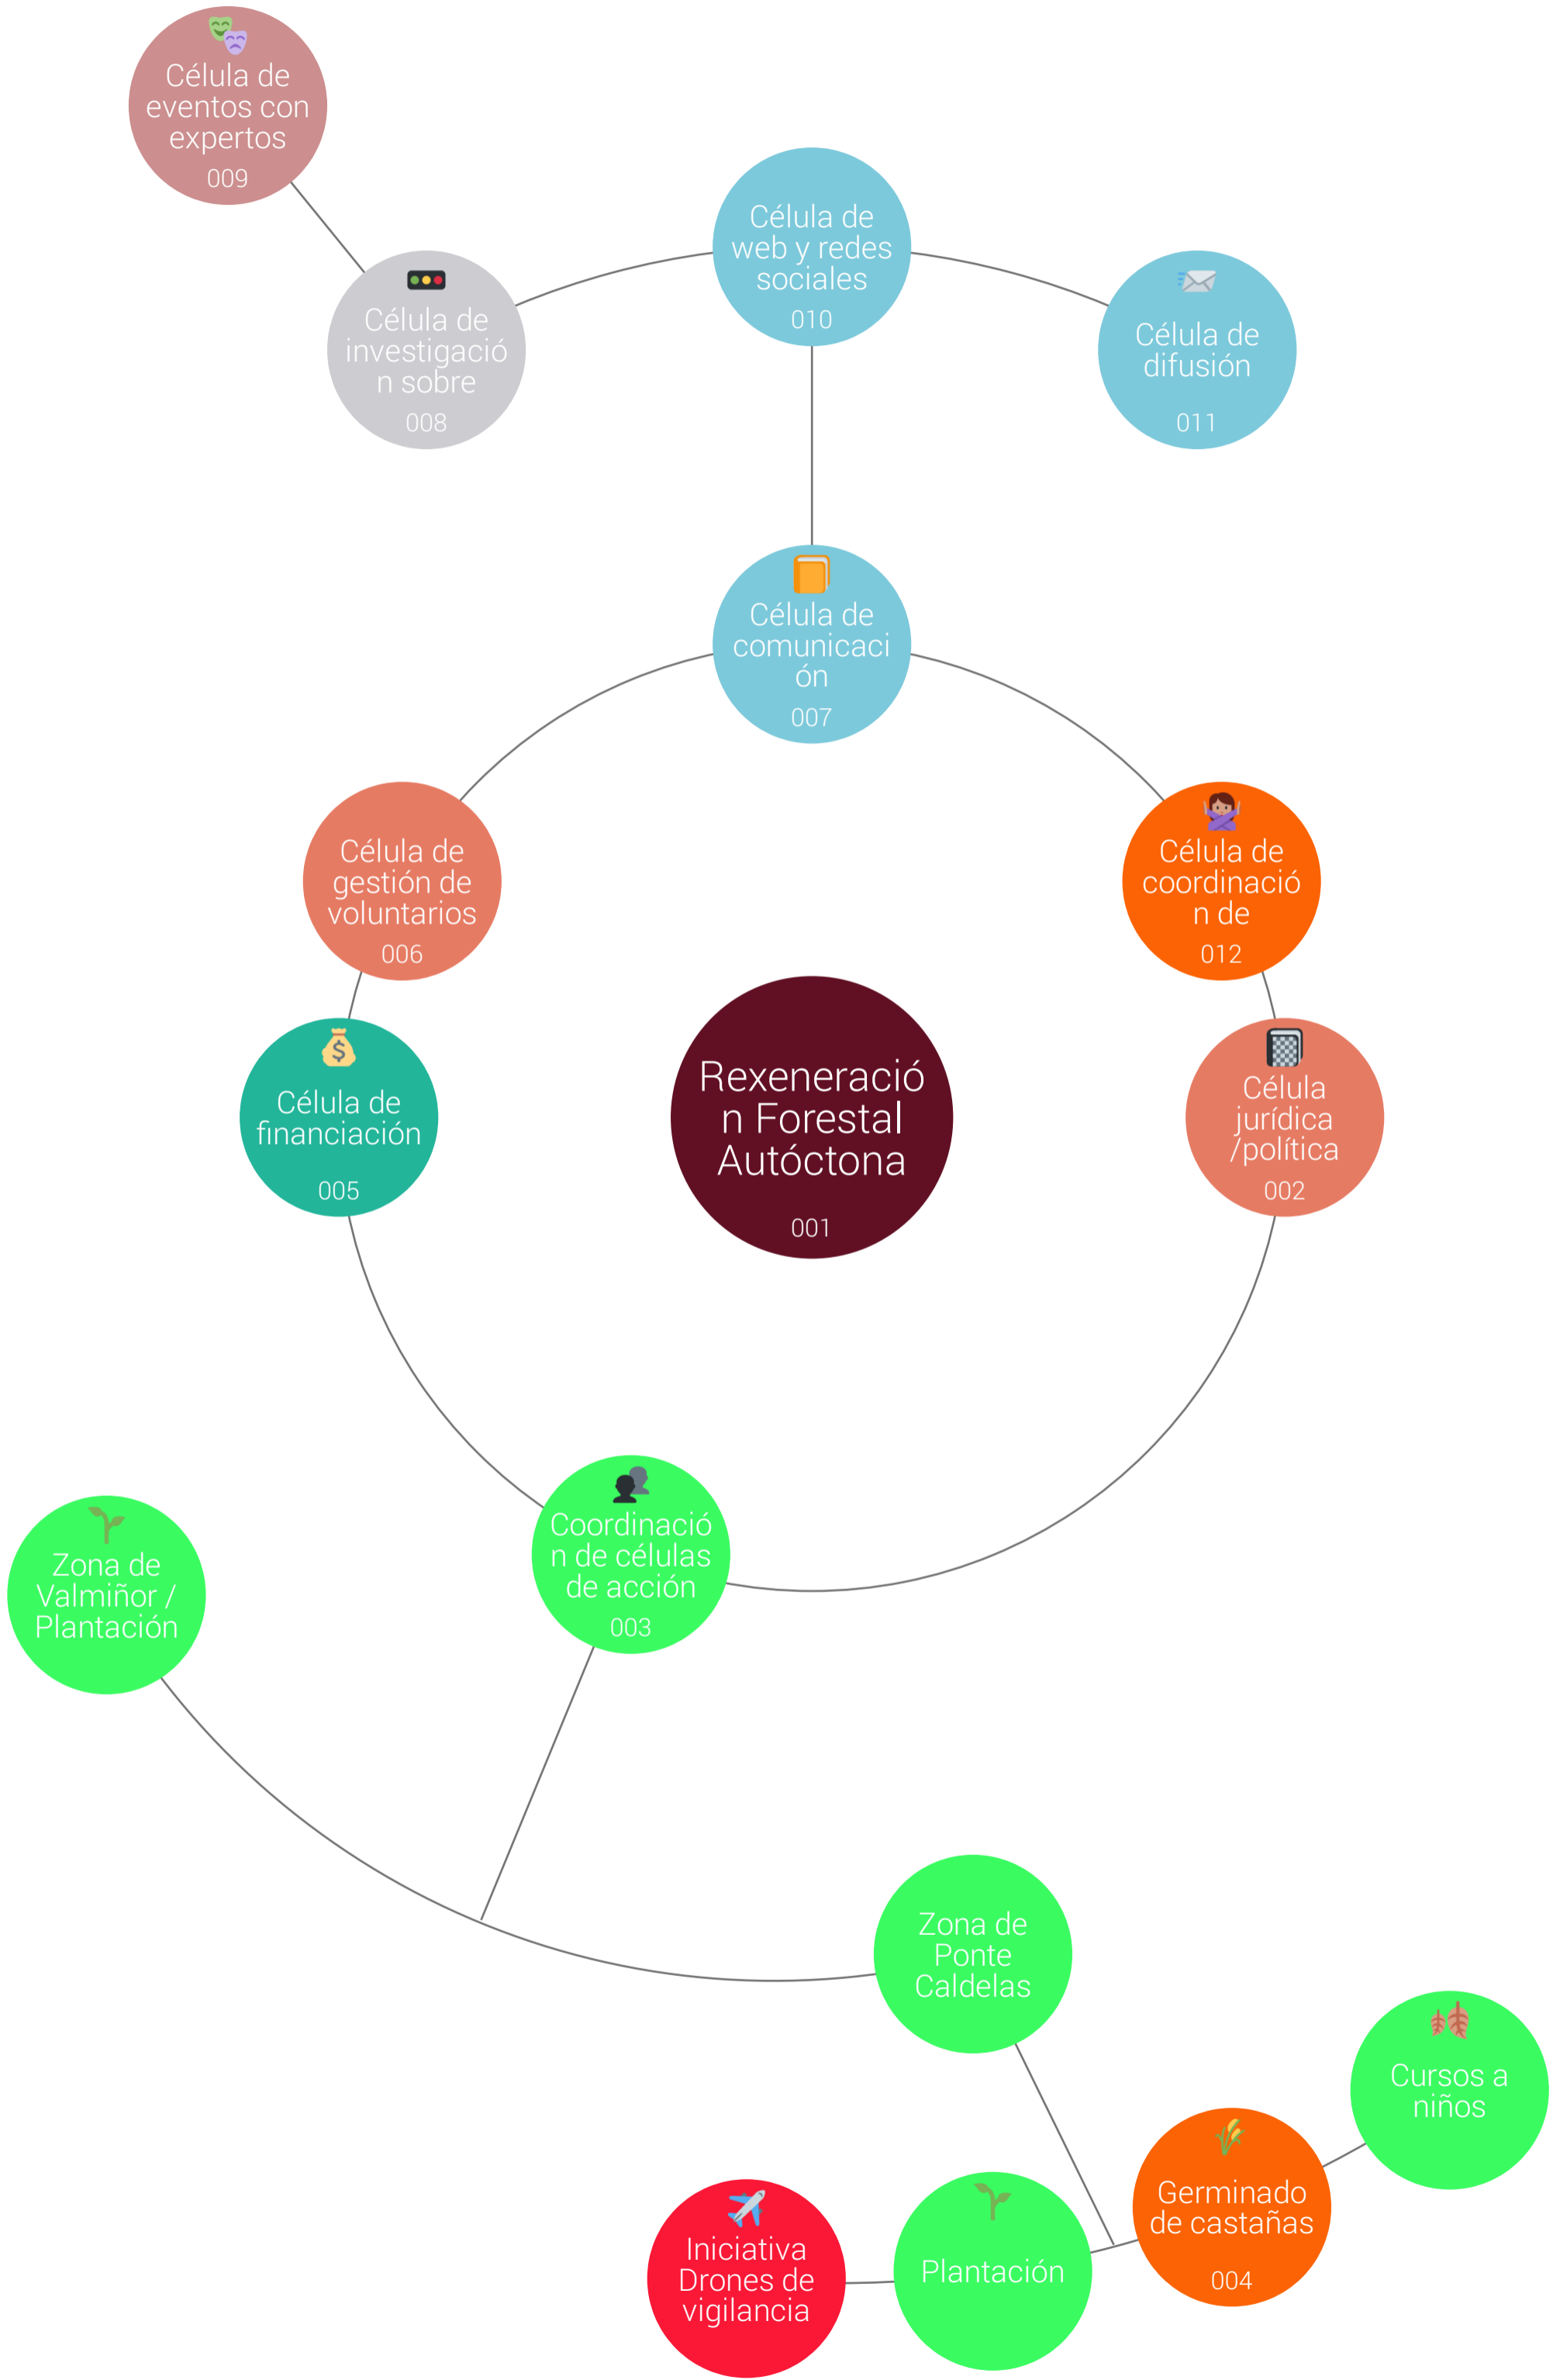 Célula de
eventos con
expertos
009
Célula de
web y redes
sociales
010
Célula de
investigació
n sobre
008
Célula de
difusión
011
Célula de
comunicaci
ón
007
Célula de
gestión de
voluntarios
006
Célula de
coordinació
n de
012
Célula de
financiación
005
Rexeneració
n Forestal
Autóctona
001
Célula
jurídica
/política
002
Coordinació
n de células
de acción
003
Zona de
Valmiñor /
Plantación
Zona de
Ponte
Caldelas
Cursos a
niños
Germinado
de castañas
004
Plantación
Iniciativa
Drones de
vigilancia